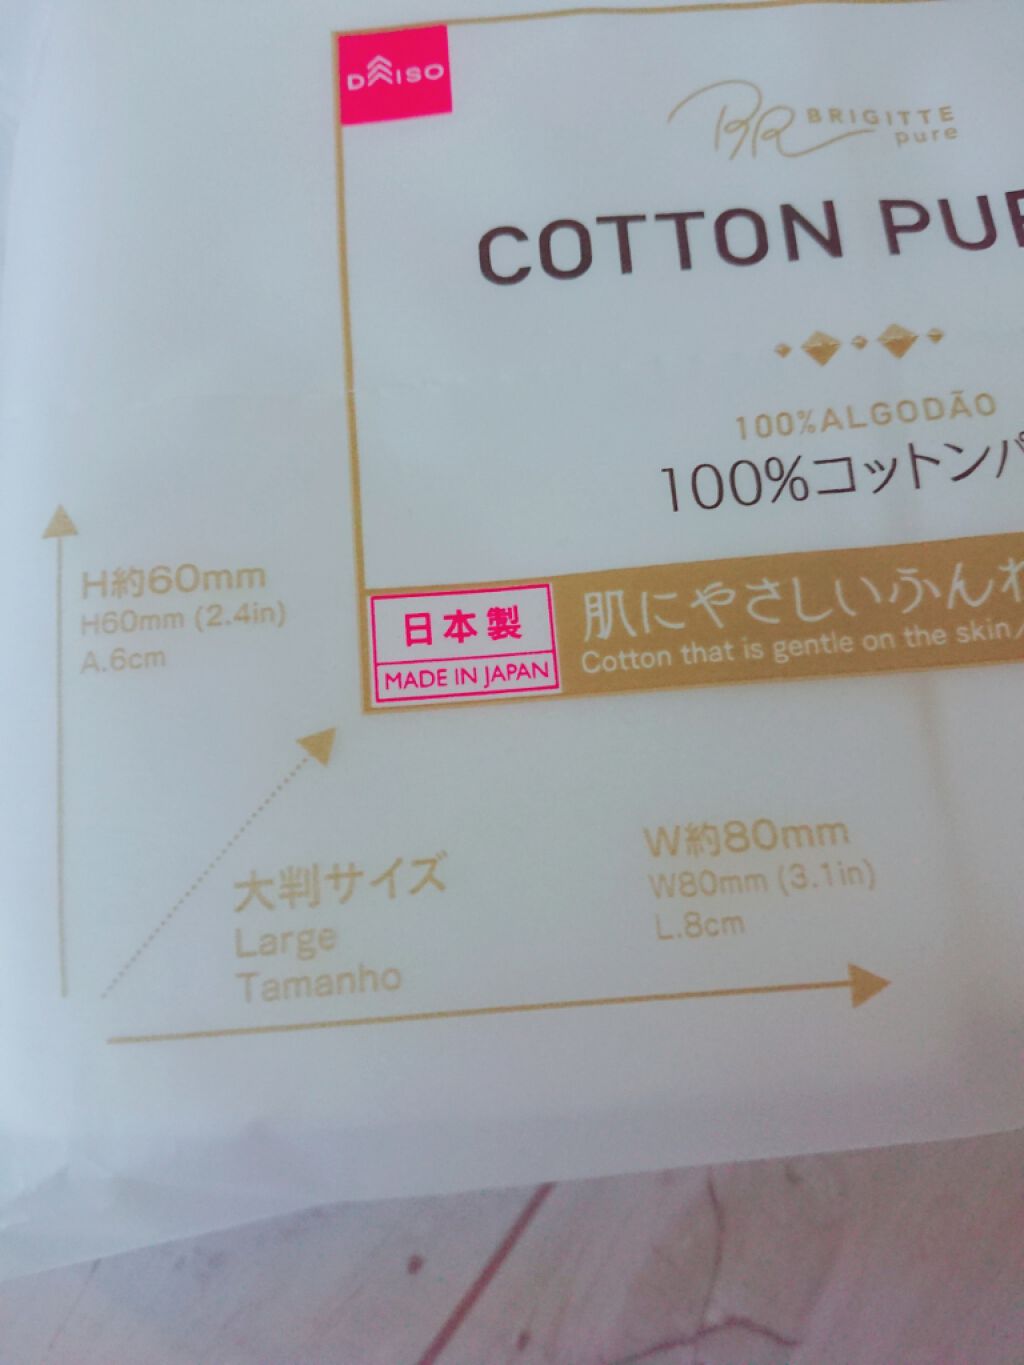 DAISO
BRIGITTE
pure
COTTON
100%ALGODÃO
100%コットン
肌にやさしいふん
Cotton that is gentle on the skin/
日本製
MADE IN JAPAN
H約60mm
H60mm (2.4in)
A.6cm
大判サイズ
Large
Tamanho
W約80mm
W80mm (3.1in)
L.8cm